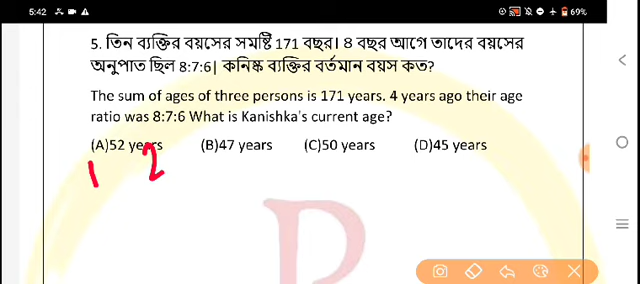 5:42 69%
5. তিন ব্যক্তির বয়সের সমষ্টি 171 বছর। ৪ বছর আগে তাদের বয়সের
অনুপাত ছিল 8:7:6| কনিষ্ক ব্যক্তির বর্তমান বয়স কত?
The sum of ages of three persons is 171 years. 4 years ago their age
ratio was 8:7:6 What is Kanishka's current age?
(A)52 years (B)47 years (C)50 years (D)45 years
1 2
P